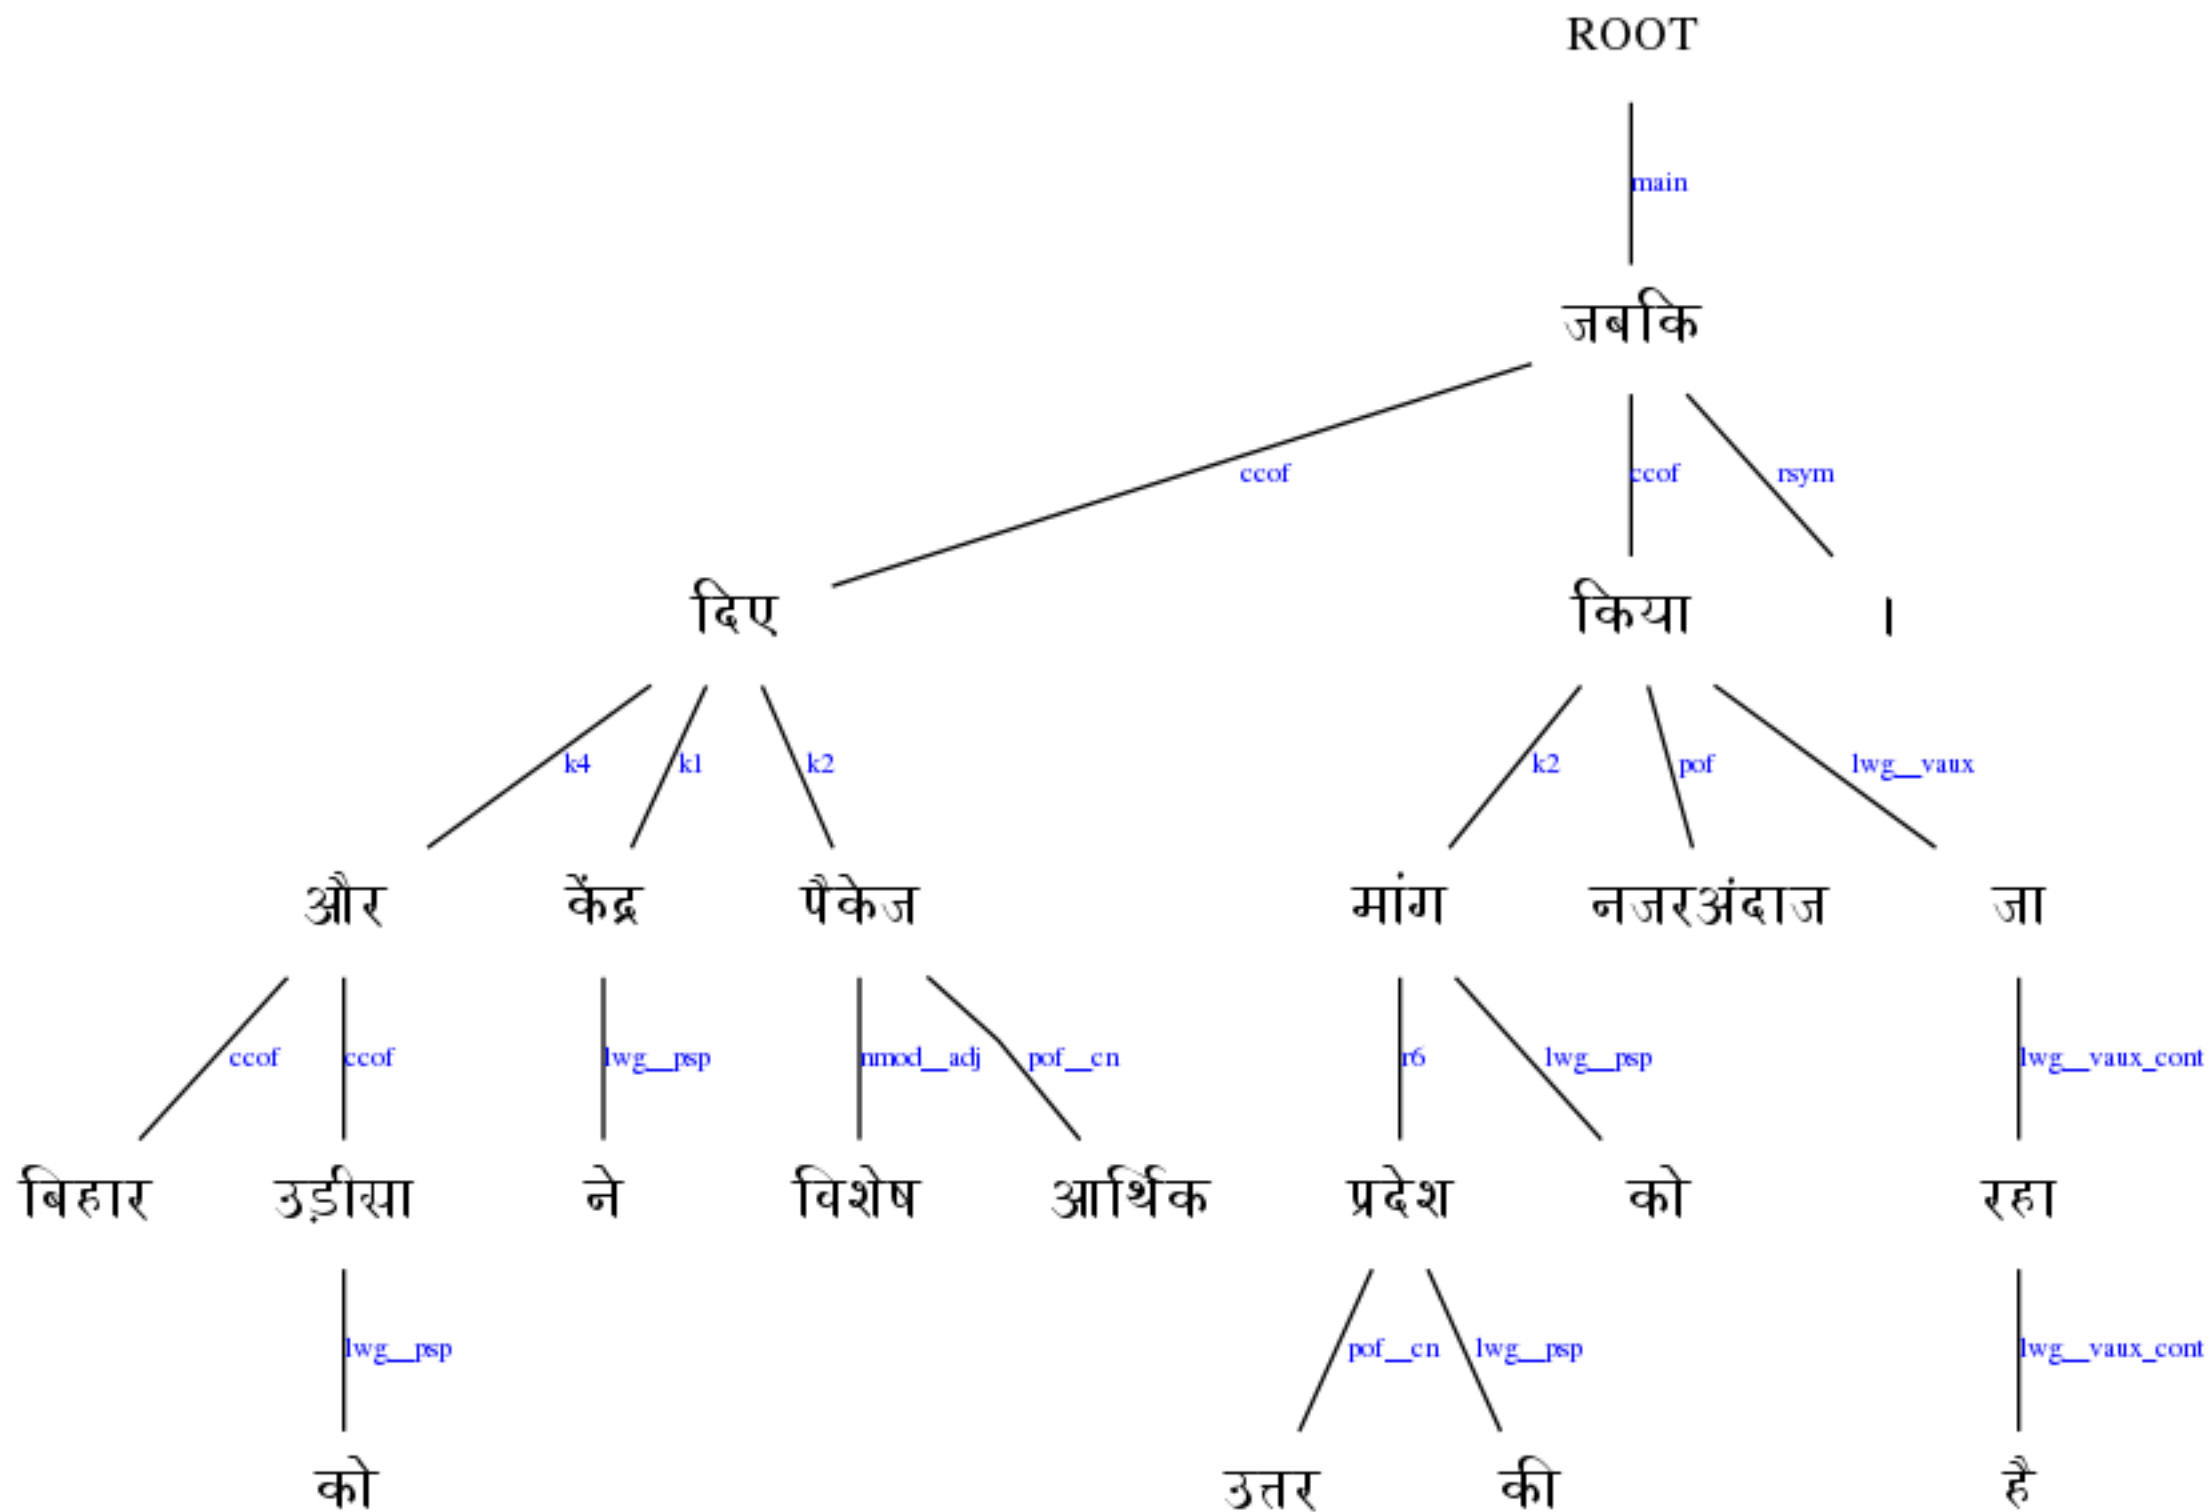 ROOT
main
जबकि
ccof ccof rsym
दिए किया ।
k4 k1 k2 k2 pof lwg__vaux
और केंद्र पैकेज मांग नजरअंदाज जा
ccof ccof lwg__psp nmod__adj pof__cn r6 lwg__psp lwg__vaux_cont
बिहार उड़ीसा ने विशेष आर्थिक प्रदेश को रहा
lwg__psp pof__cn lwg__psp lwg__vaux_cont
को उत्तर की है